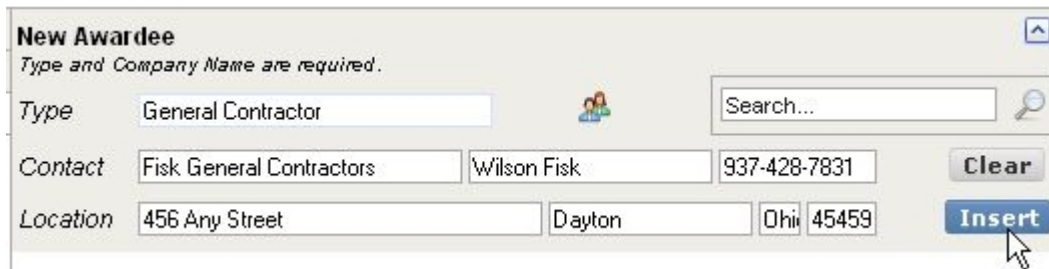 New Awardee
Type and Company Name are required.
Type General Contractor Search...
Contact Fisk General Contractors Wilson Fisk 937-428-7831 Clear
Location 456 Any Street Dayton Ohi 45459 Insert